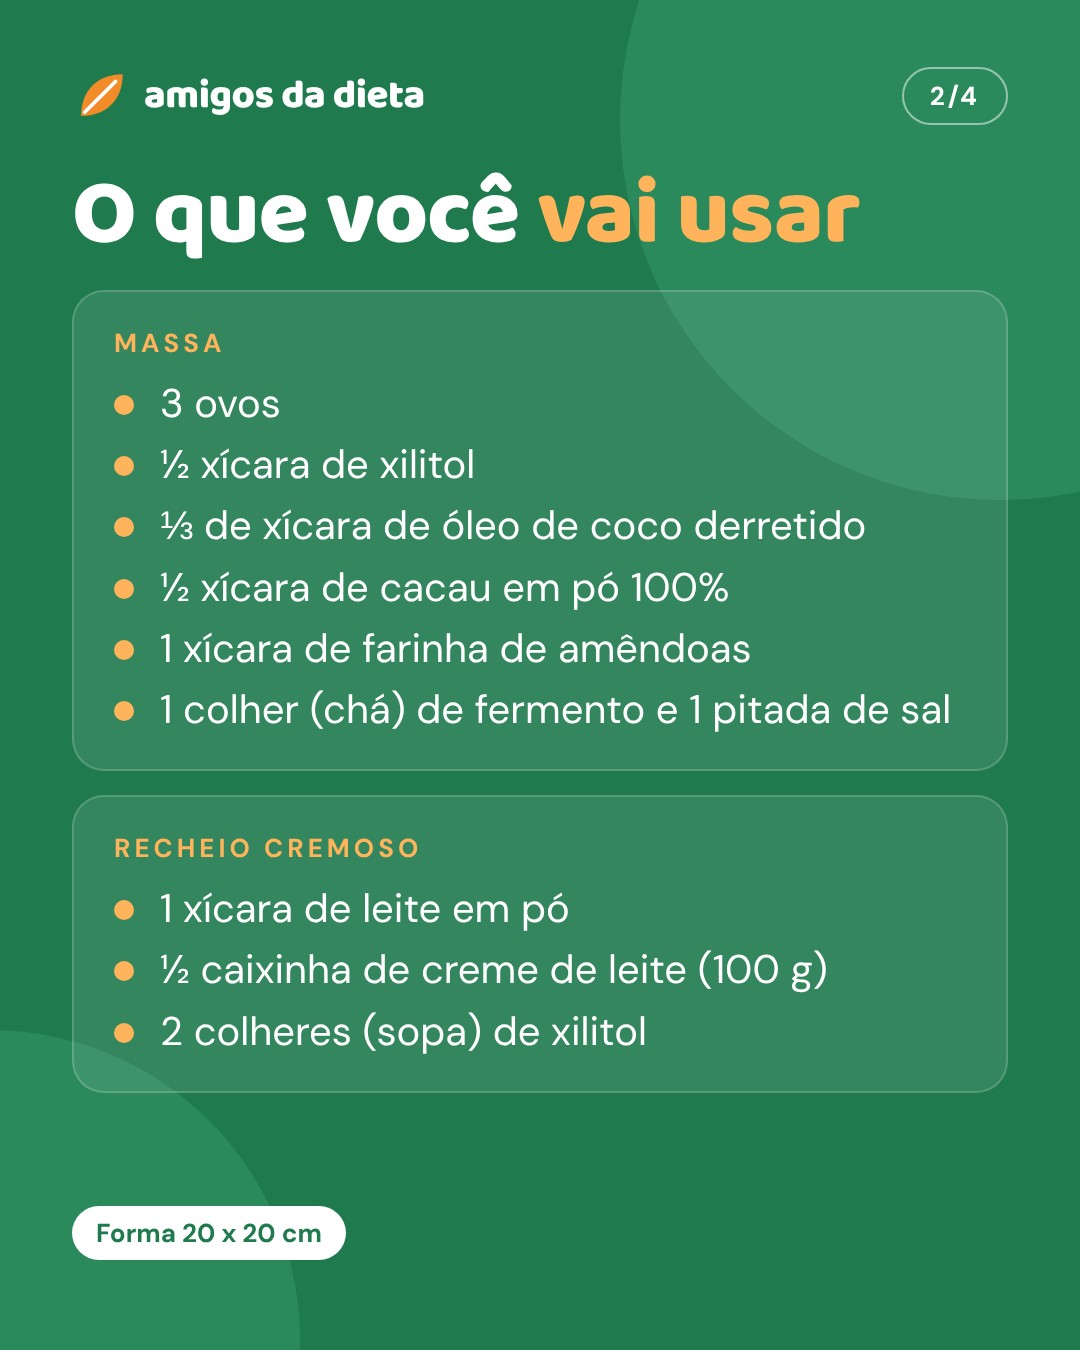 amigos da dieta
2/4
O que você vai usar
MASSA
3 ovos
½ xícara de xilitol
⅓ de xícara de óleo de coco derretido
½ xícara de cacau em pó 100%
1 xícara de farinha de amêndoas
1 colher (chá) de fermento e 1 pitada de sal
RECHEIO CREMOSO
1 xícara de leite em pó
½ caixinha de creme de leite (100 g)
2 colheres (sopa) de xilitol
Forma 20 x 20 cm